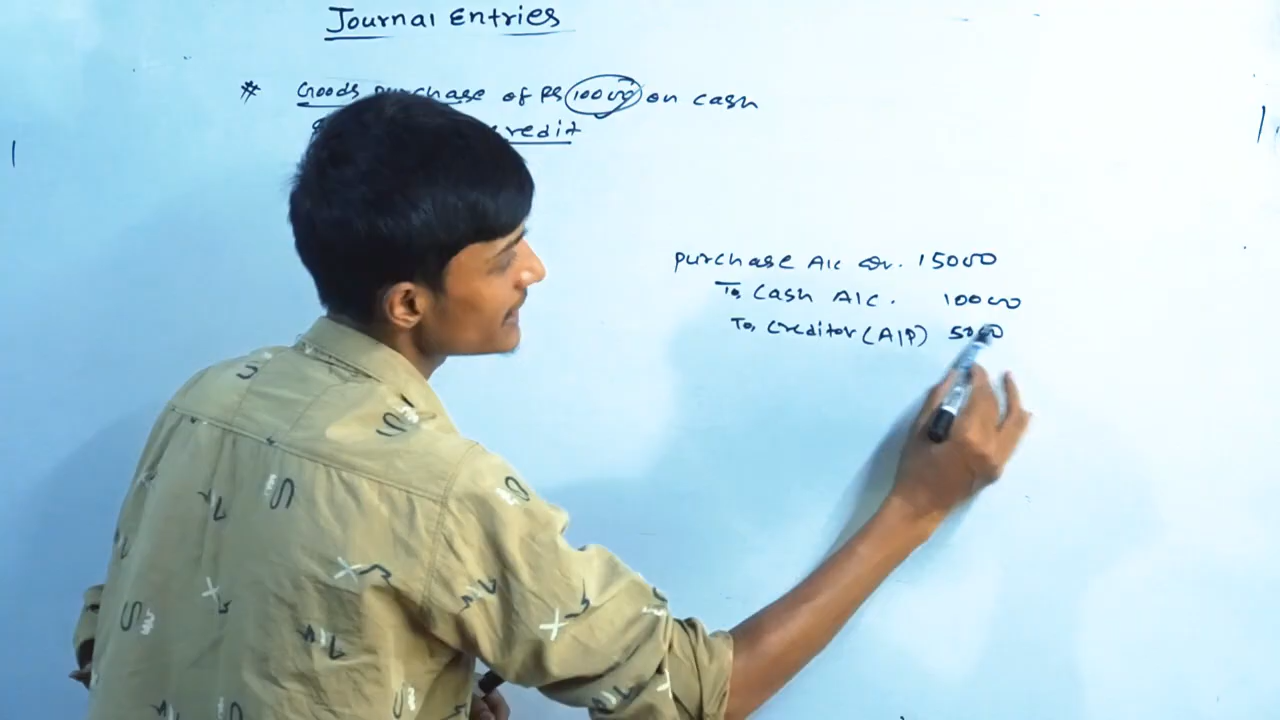 Journal Entries
* Goods purchase of Rs 10000 on cash
credit
purchase A/c Dr. 15000
To cash A/c. 10000
To creditor (A/P) 5000